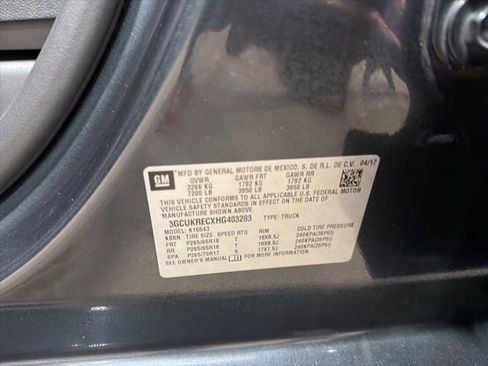 GM
MFD BY GENERAL MOTORS DE MEXICO, S. DE R.L. DE C.V. 04/17
GVWR GAWR FRT GAWR RR
3266 KG 1792 KG 1792 KG
7200 LB 3950 LB 3950 LB
THIS VEHICLE CONFORMS TO ALL APPLICABLE U.S. FEDERAL MOTOR
VEHICLE SAFETY STANDARDS IN EFFECT ON THE DATE OF
MANUFACTURE SHOWN ABOVE.
3GCUKRECXHG403283 TYPE: TRUCK
MODEL: K15543
KBXN TIRE SIZE SPEED RTG RIM COLD TIRE PRESSURE
FRT P265/65R18 T 18X8.5J 240KPA(35PSI)
RR P265/65R18 T 18X8.5J 240KPA(35PSI)
SPA P265/70R17 S 17X7.5J 240KPA(35PSI)
SEE OWNER'S MANUAL FOR ADDITIONAL INFORMATION.